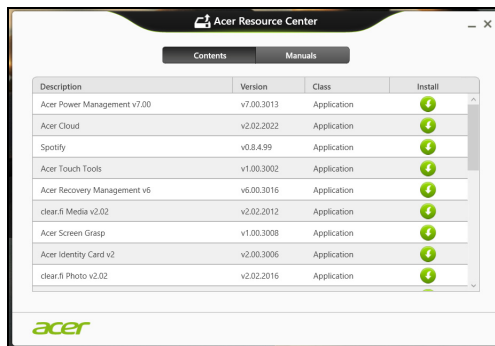 Acer Resource Center
Contents Manuals
Description Version Class Install
Acer Power Management v7.00 v7.00.3013 Application
Acer Cloud v2.02.2022 Application
Spotify v0.8.4.99 Application
Acer Touch Tools v1.00.3002 Application
Acer Recovery Management v6 v6.00.3016 Application
clear.fi Media v2.02 v2.02.2012 Application
Acer Screen Grasp v1.00.3008 Application
Acer Identity Card v2 v2.00.3006 Application
clear.fi Photo v2.02 v2.02.2016 Application
acer